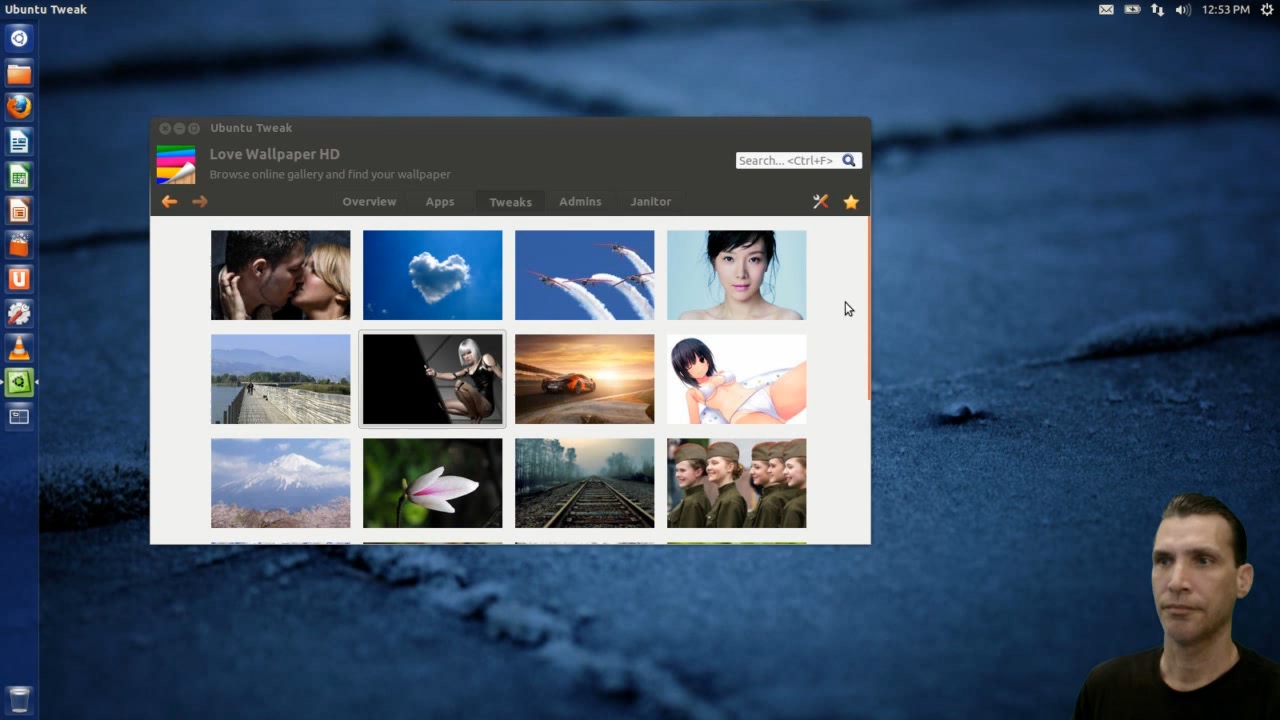 Ubuntu Tweak
12:53 PM
Ubuntu Tweak
Love Wallpaper HD
Browse online gallery and find your wallpaper
Search... <Ctrl+F>
Overview Apps Tweaks Admins Janitor